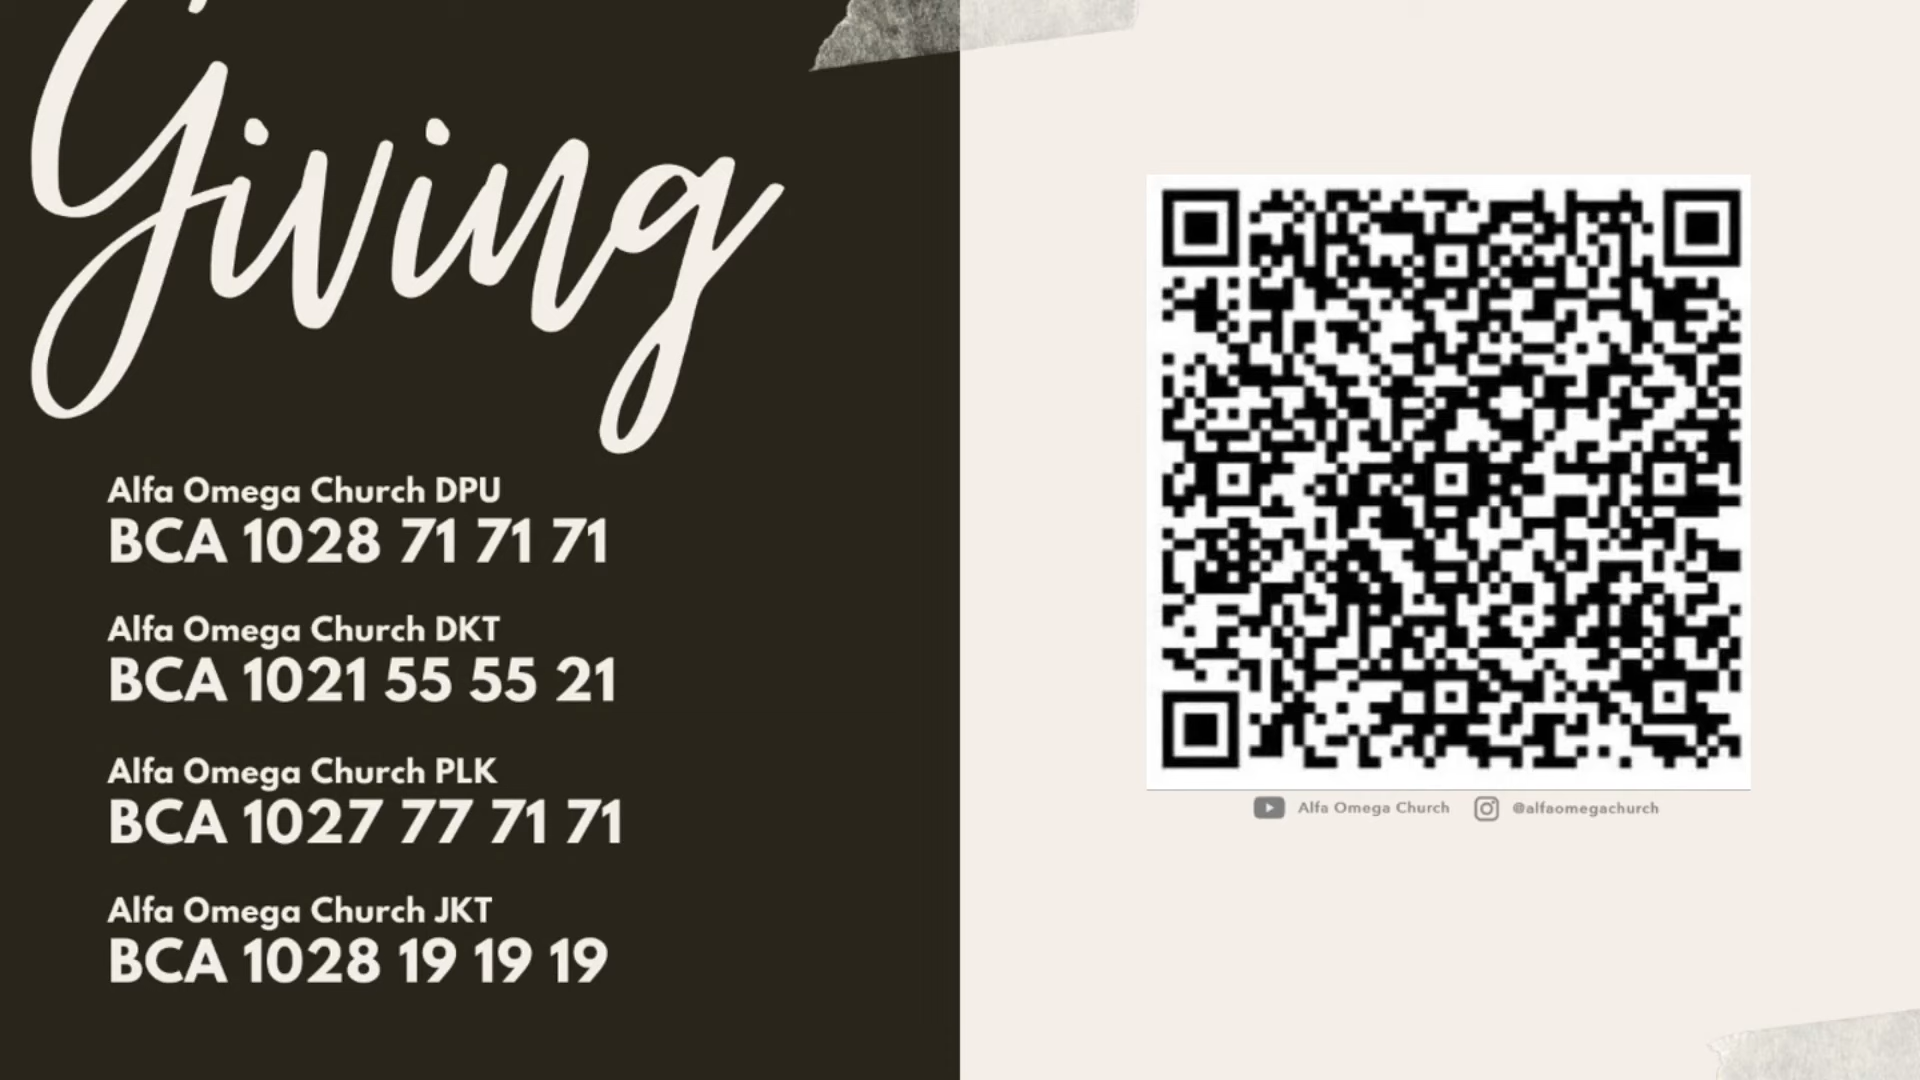 Giving
Alfa Omega Church DPU
BCA 1028 71 71 71
Alfa Omega Church DKT
BCA 1021 55 55 21
Alfa Omega Church PLK
BCA 1027 77 71 71
Alfa Omega Church JKT
BCA 1028 19 19 19
Alfa Omega Church @alfaomegachurch